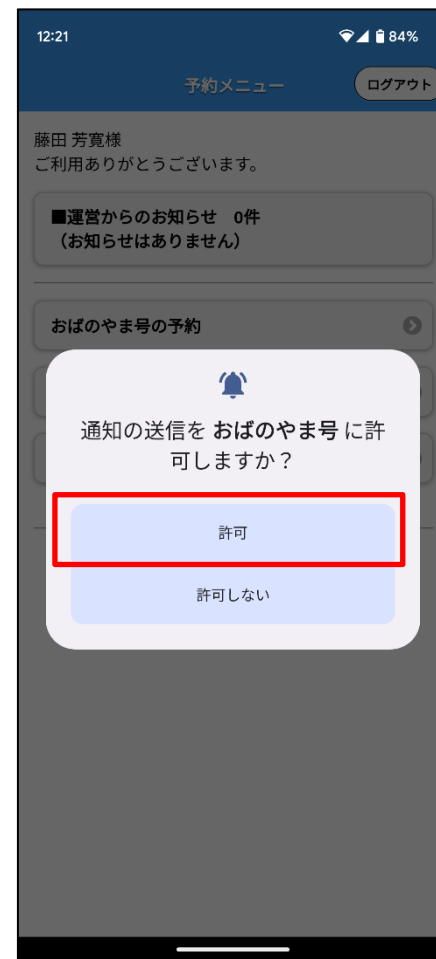 12:21
84%
予約メニュー
ログアウト
藤田 芳寛様
ご利用ありがとうございます。
■運営からのお知らせ 0件
（お知らせはありません）
おばのやま号の予約
通知の送信を おばのやま号 に許
可しますか？
許可
許可しない